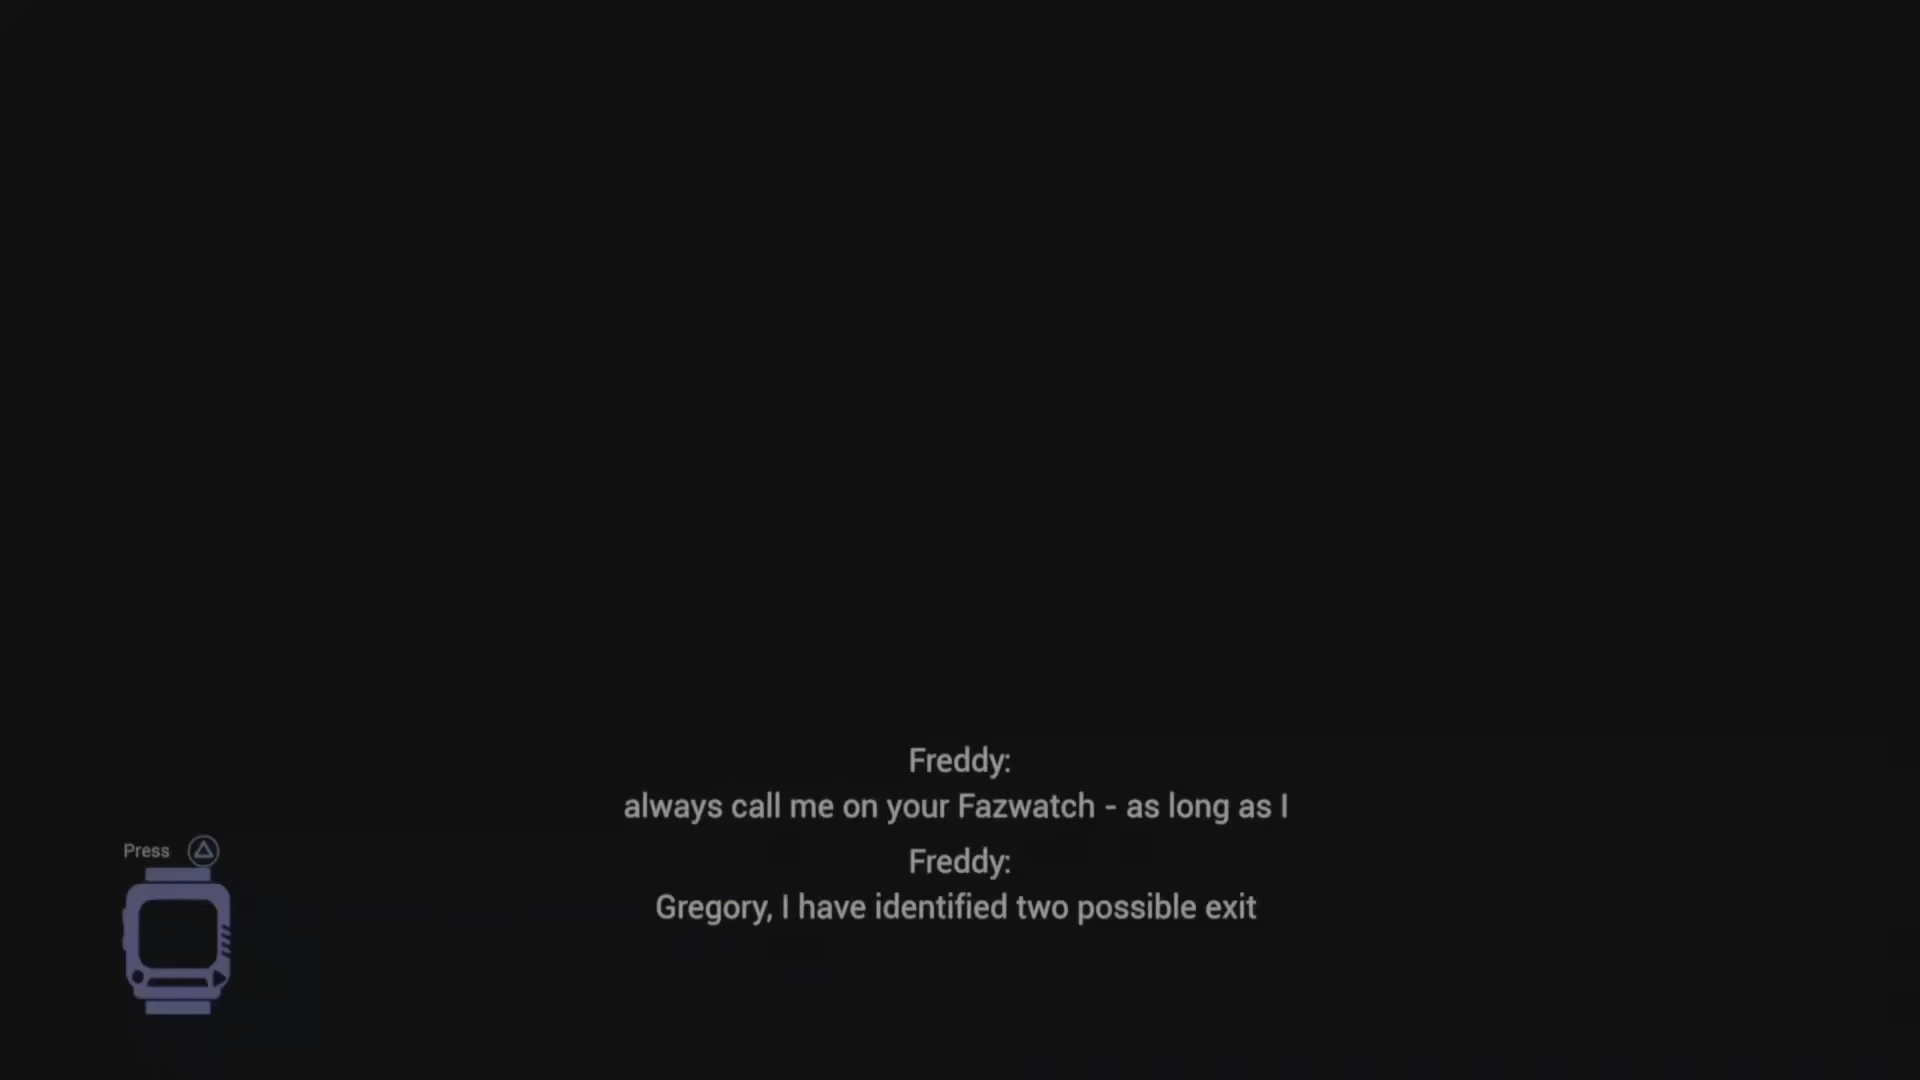 Freddy:
always call me on your Fazwatch - as long as I
Freddy:
Gregory, I have identified two possible exit
Press